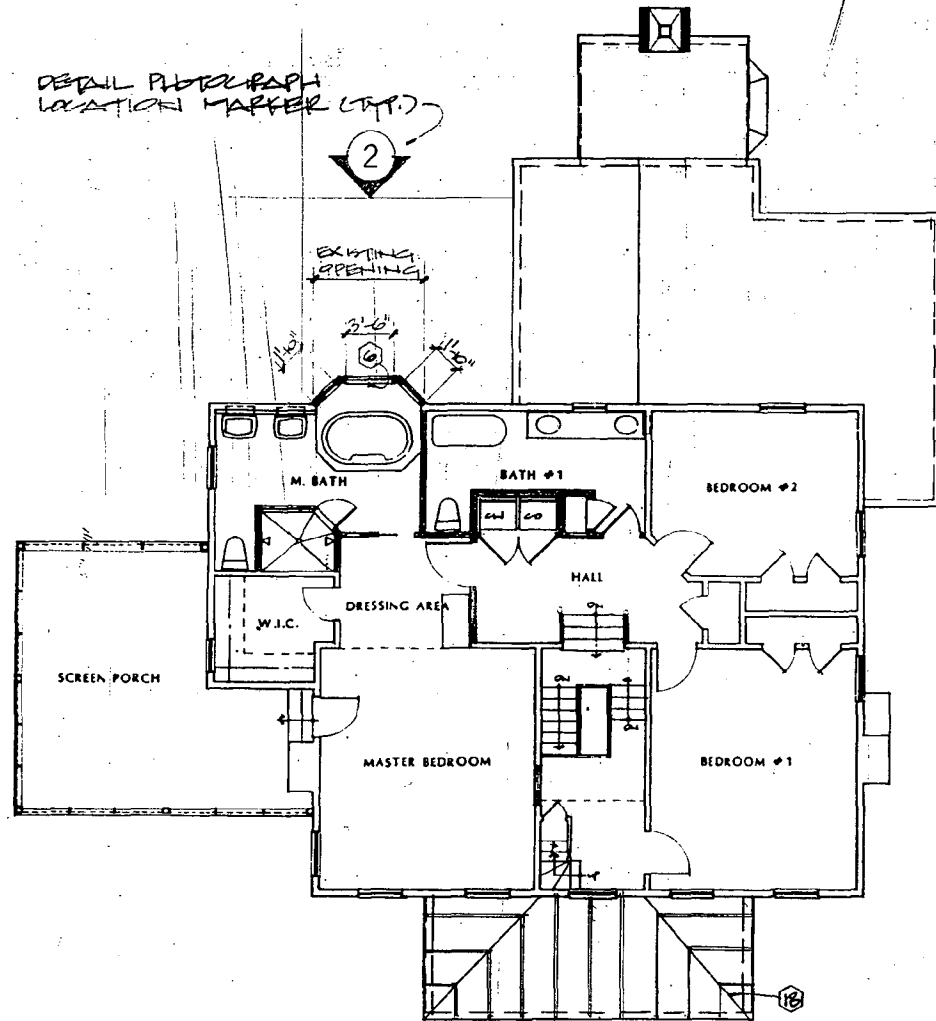 DETAIL PHOTOGRAPH
LOCATION MARKER (TYP.)
2
EXISTING
OPENING
3'-6"
6
M. BATH
BATH #1
BEDROOM #2
HALL
DRESSING AREA
W.I.C.
SCREEN PORCH
MASTER BEDROOM
BEDROOM #1
18